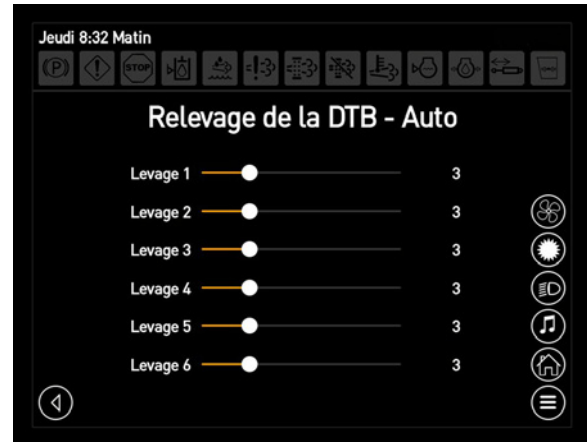 Jeudi 8:32 Matin
(P) STOP
Relevage de la DTB - Auto
Levage 1 3
Levage 2 3
Levage 3 3
Levage 4 3
Levage 5 3
Levage 6 3